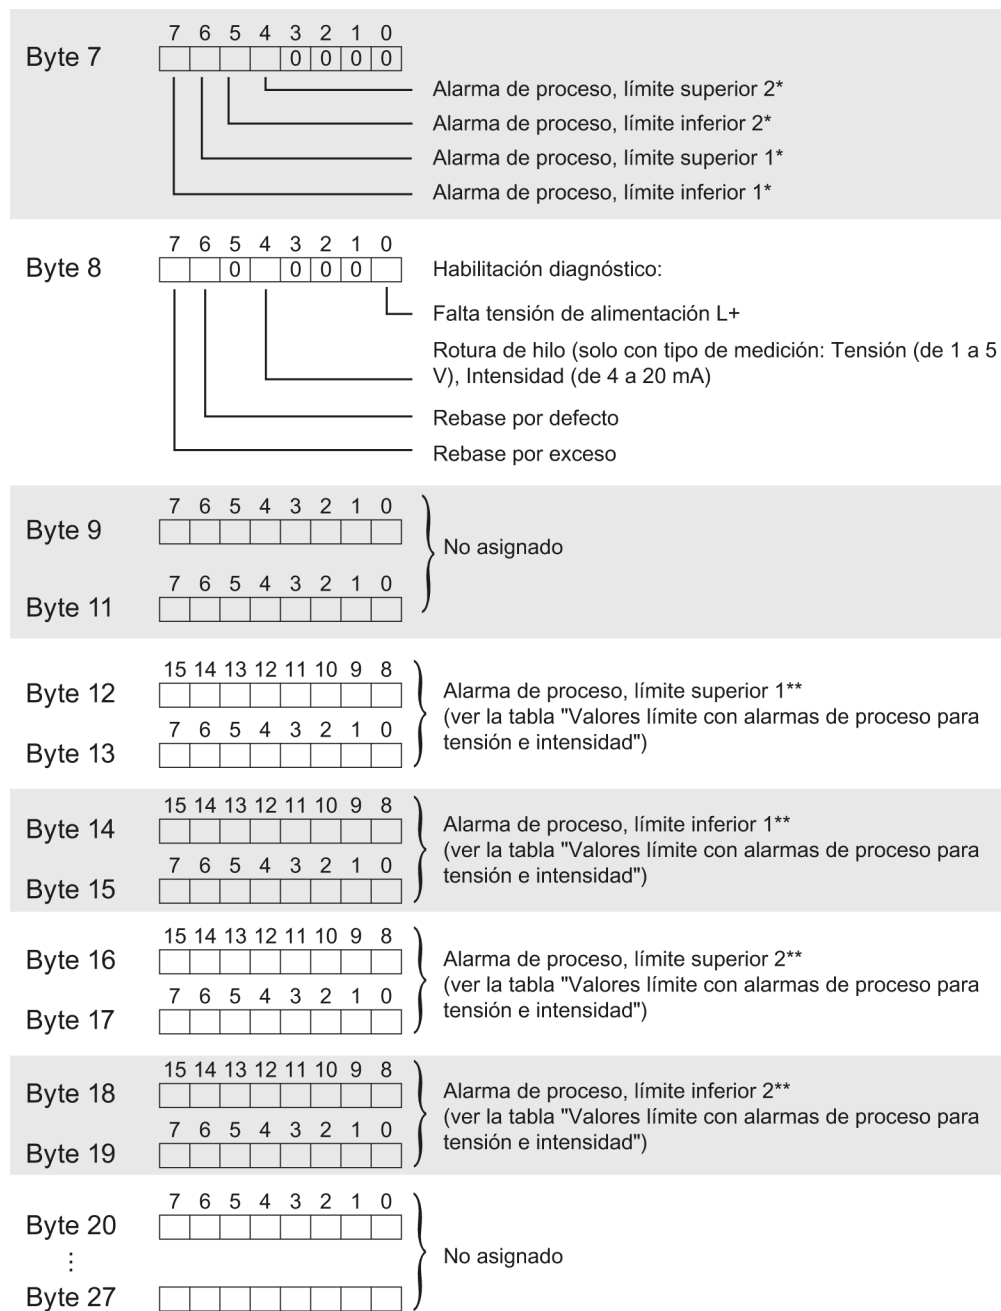 7 6 5 4 3 2 1 0
Byte 7
0 0 0 0
Alarma de proceso, límite superior 2*
Alarma de proceso, límite inferior 2*
Alarma de proceso, límite superior 1*
Alarma de proceso, límite inferior 1*
7 6 5 4 3 2 1 0
Byte 8
0 0 0 0
Habilitación diagnóstico:
Falta tensión de alimentación L+
Rotura de hilo (solo con tipo de medición: Tensión (de 1 a 5
V), Intensidad (de 4 a 20 mA)
Rebase por defecto
Rebase por exceso
7 6 5 4 3 2 1 0
Byte 9
No asignado
7 6 5 4 3 2 1 0
Byte 11
15 14 13 12 11 10 9 8
Byte 12
Alarma de proceso, límite superior 1**
(ver la tabla "Valores límite con alarmas de proceso para
tensión e intensidad")
7 6 5 4 3 2 1 0
Byte 13
15 14 13 12 11 10 9 8
Byte 14
Alarma de proceso, límite inferior 1**
(ver la tabla "Valores límite con alarmas de proceso para
tensión e intensidad")
7 6 5 4 3 2 1 0
Byte 15
15 14 13 12 11 10 9 8
Byte 16
Alarma de proceso, límite superior 2**
(ver la tabla "Valores límite con alarmas de proceso para
tensión e intensidad")
7 6 5 4 3 2 1 0
Byte 17
15 14 13 12 11 10 9 8
Byte 18
Alarma de proceso, límite inferior 2**
(ver la tabla "Valores límite con alarmas de proceso para
tensión e intensidad")
7 6 5 4 3 2 1 0
Byte 19
7 6 5 4 3 2 1 0
Byte 20
⋮
No asignado
Byte 27